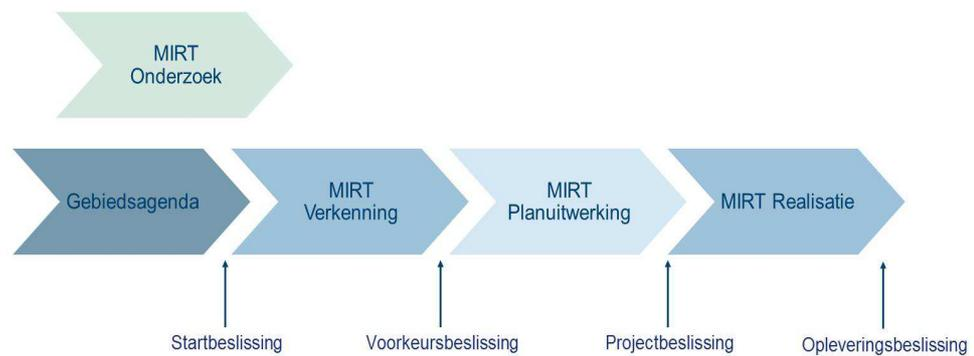 MIRT
Onderzoek
Gebiedsagenda
MIRT
Verkenning
MIRT
Planuitwerking
MIRT Realisatie
Startbeslissing
Voorkeursbeslissing
Projectbeslissing
Opleveringsbeslissing